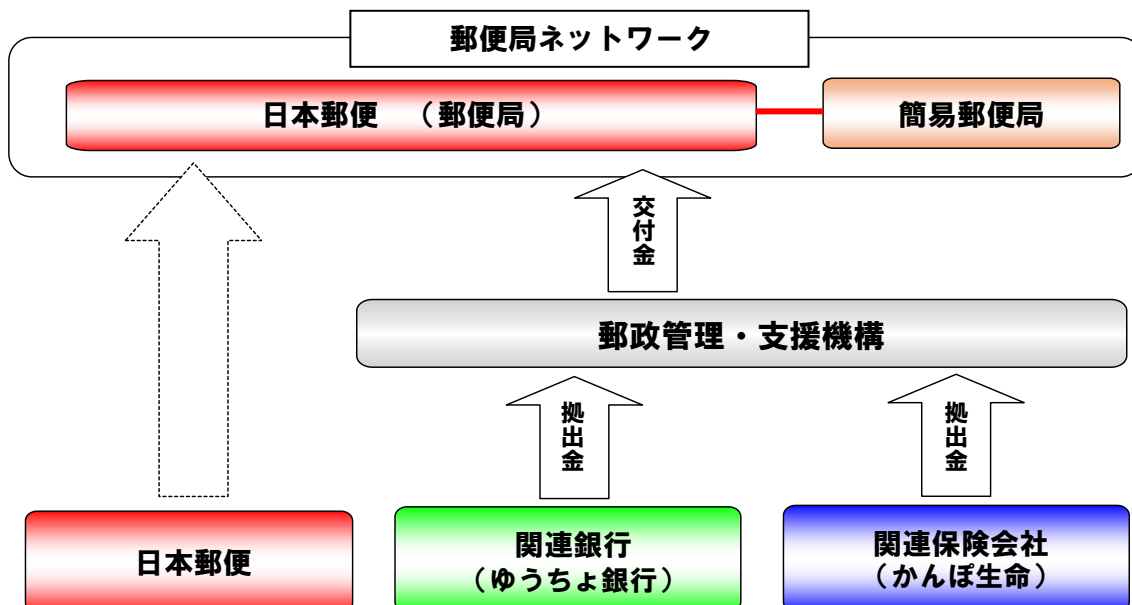 郵便局ネットワーク
日本郵便　（郵便局）
簡易郵便局
交付金
郵政管理・支援機構
拠出金
拠出金
日本郵便
関連銀行
（ゆうちょ銀行）
関連保険会社
（かんぽ生命）